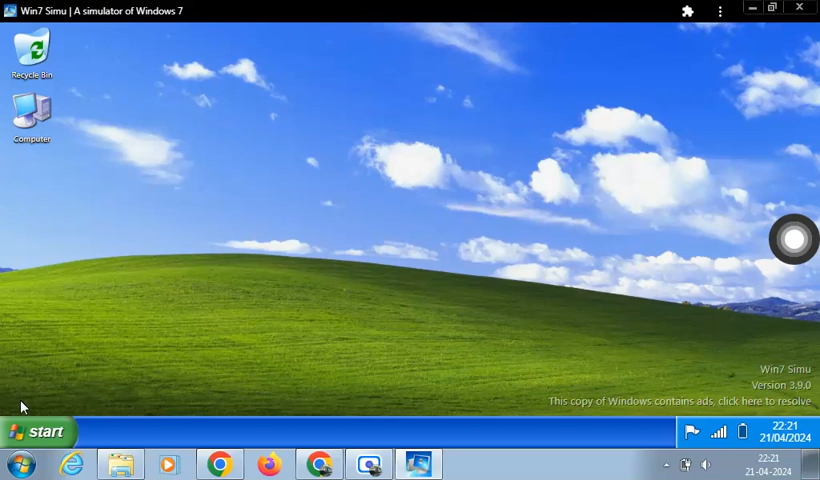 Win7 Simu | A simulator of Windows 7
Recycle Bin
Computer
Win7 Simu
Version 3.9.0
This copy of Windows contains ads, click here to resolve
start
22:21
21/04/2024
22:21
21-04-2024